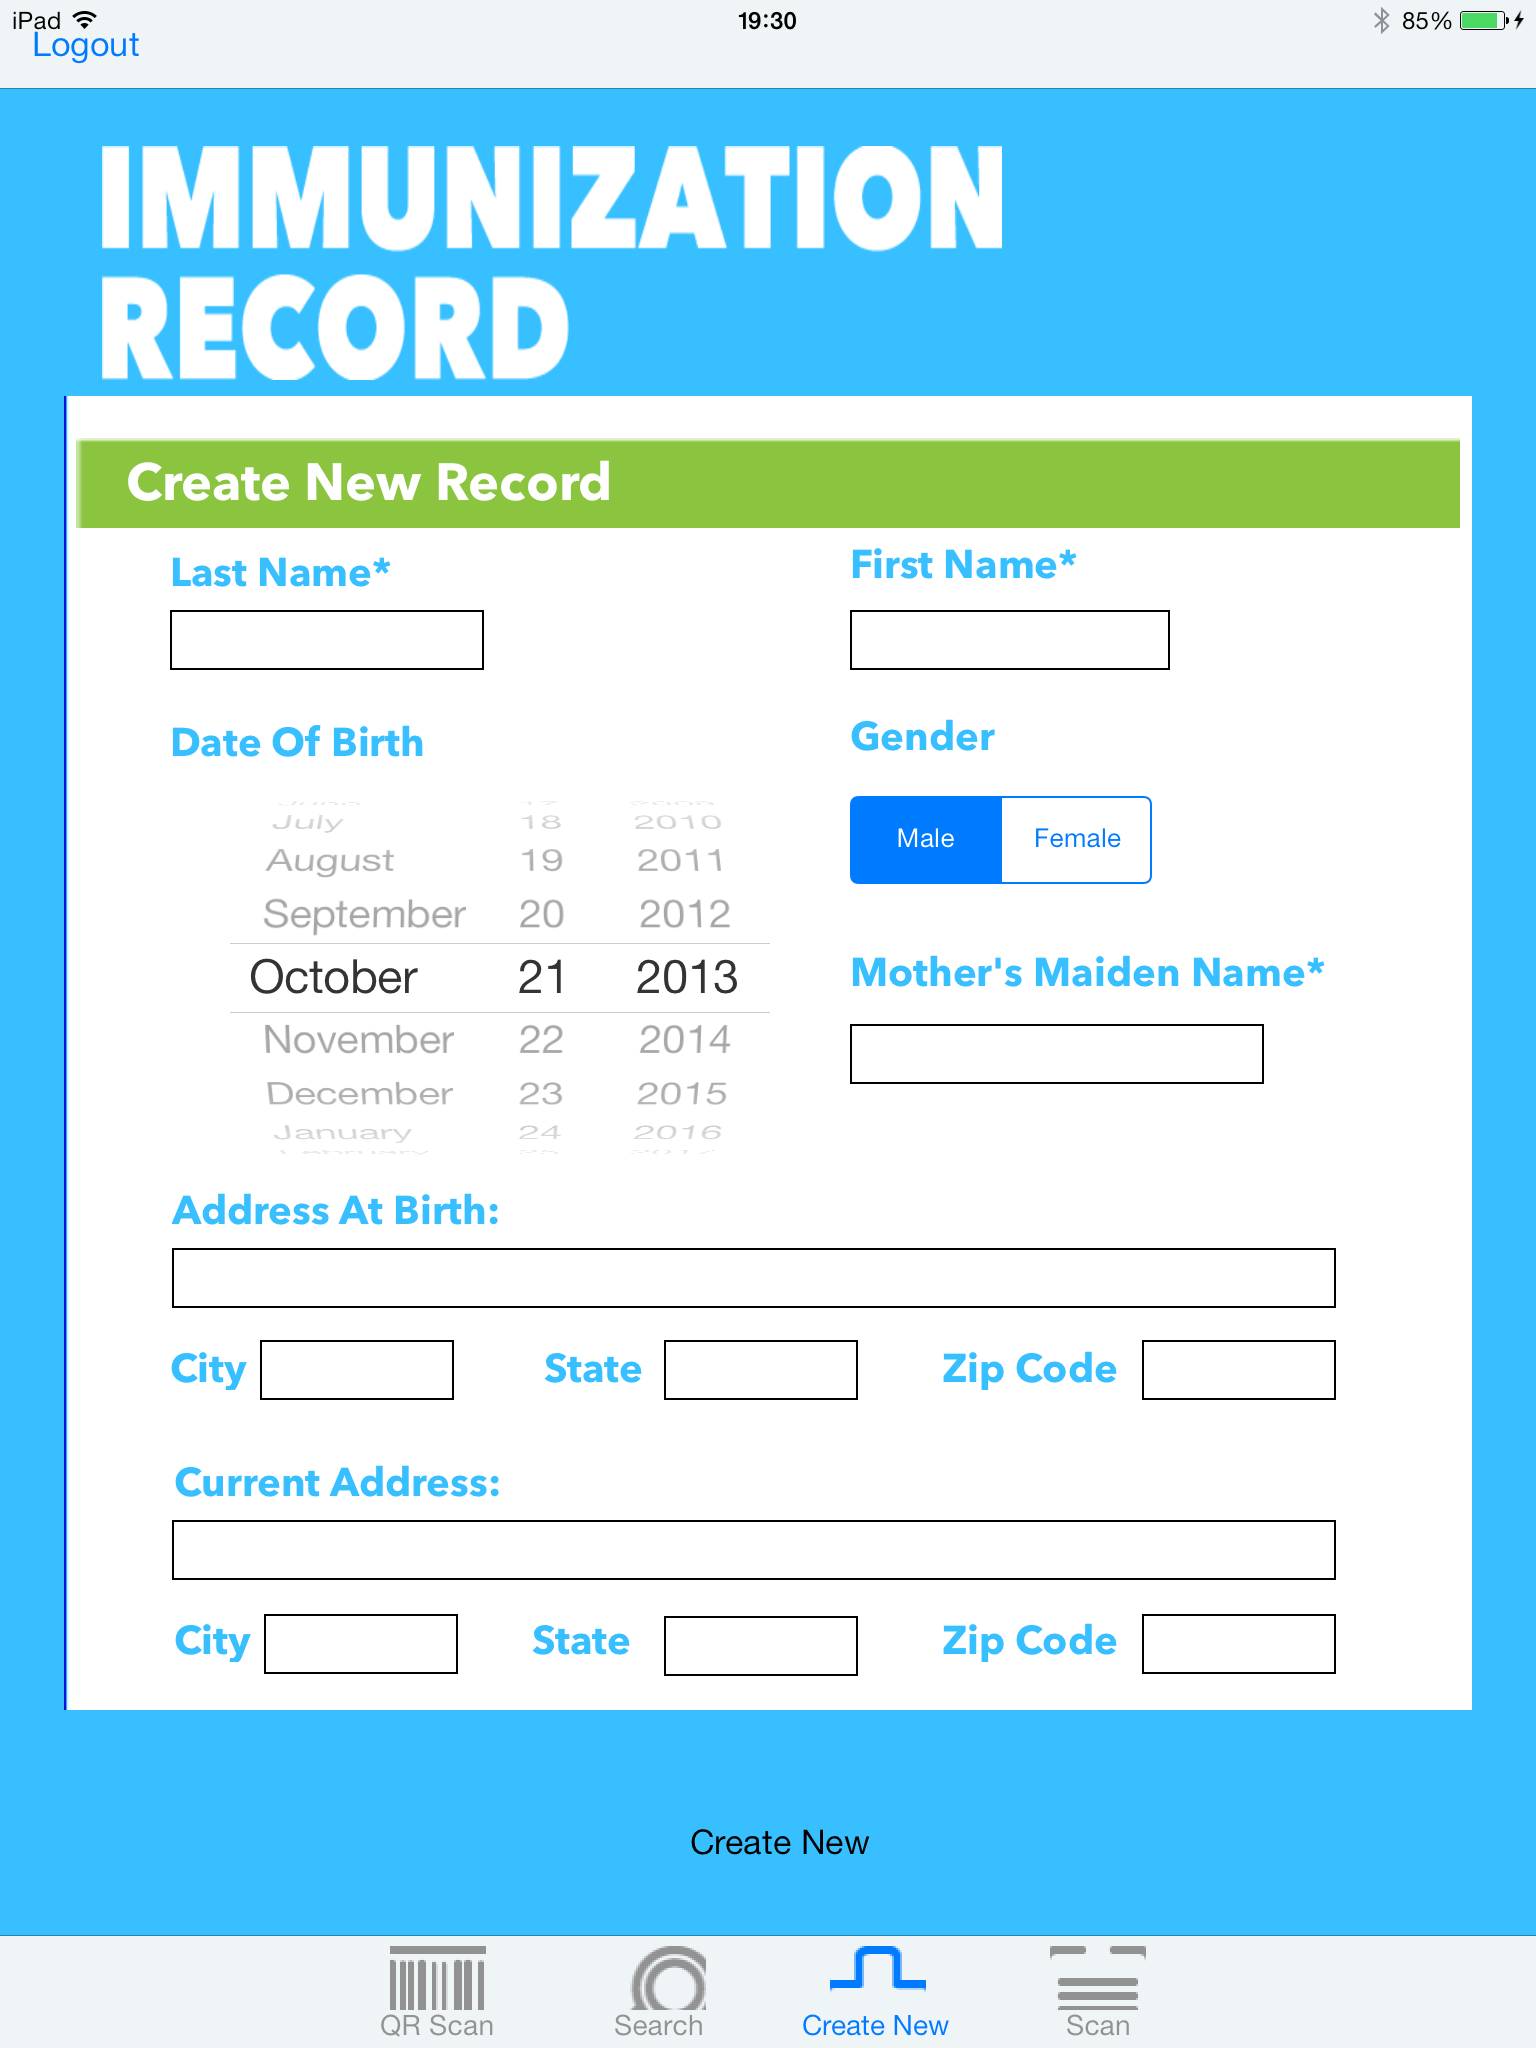 iPad 19:30 85%
Logout
IMMUNIZATION
RECORD
Create New Record
Last Name* First Name*
Date Of Birth Gender
July 18 2010
August 19 2011
September 20 2012
October 21 2013
November 22 2014
December 23 2015
January 24 2016
Male Female
Mother's Maiden Name*
Address At Birth:
City State Zip Code
Current Address:
City State Zip Code
Create New
QR Scan Search Create New Scan